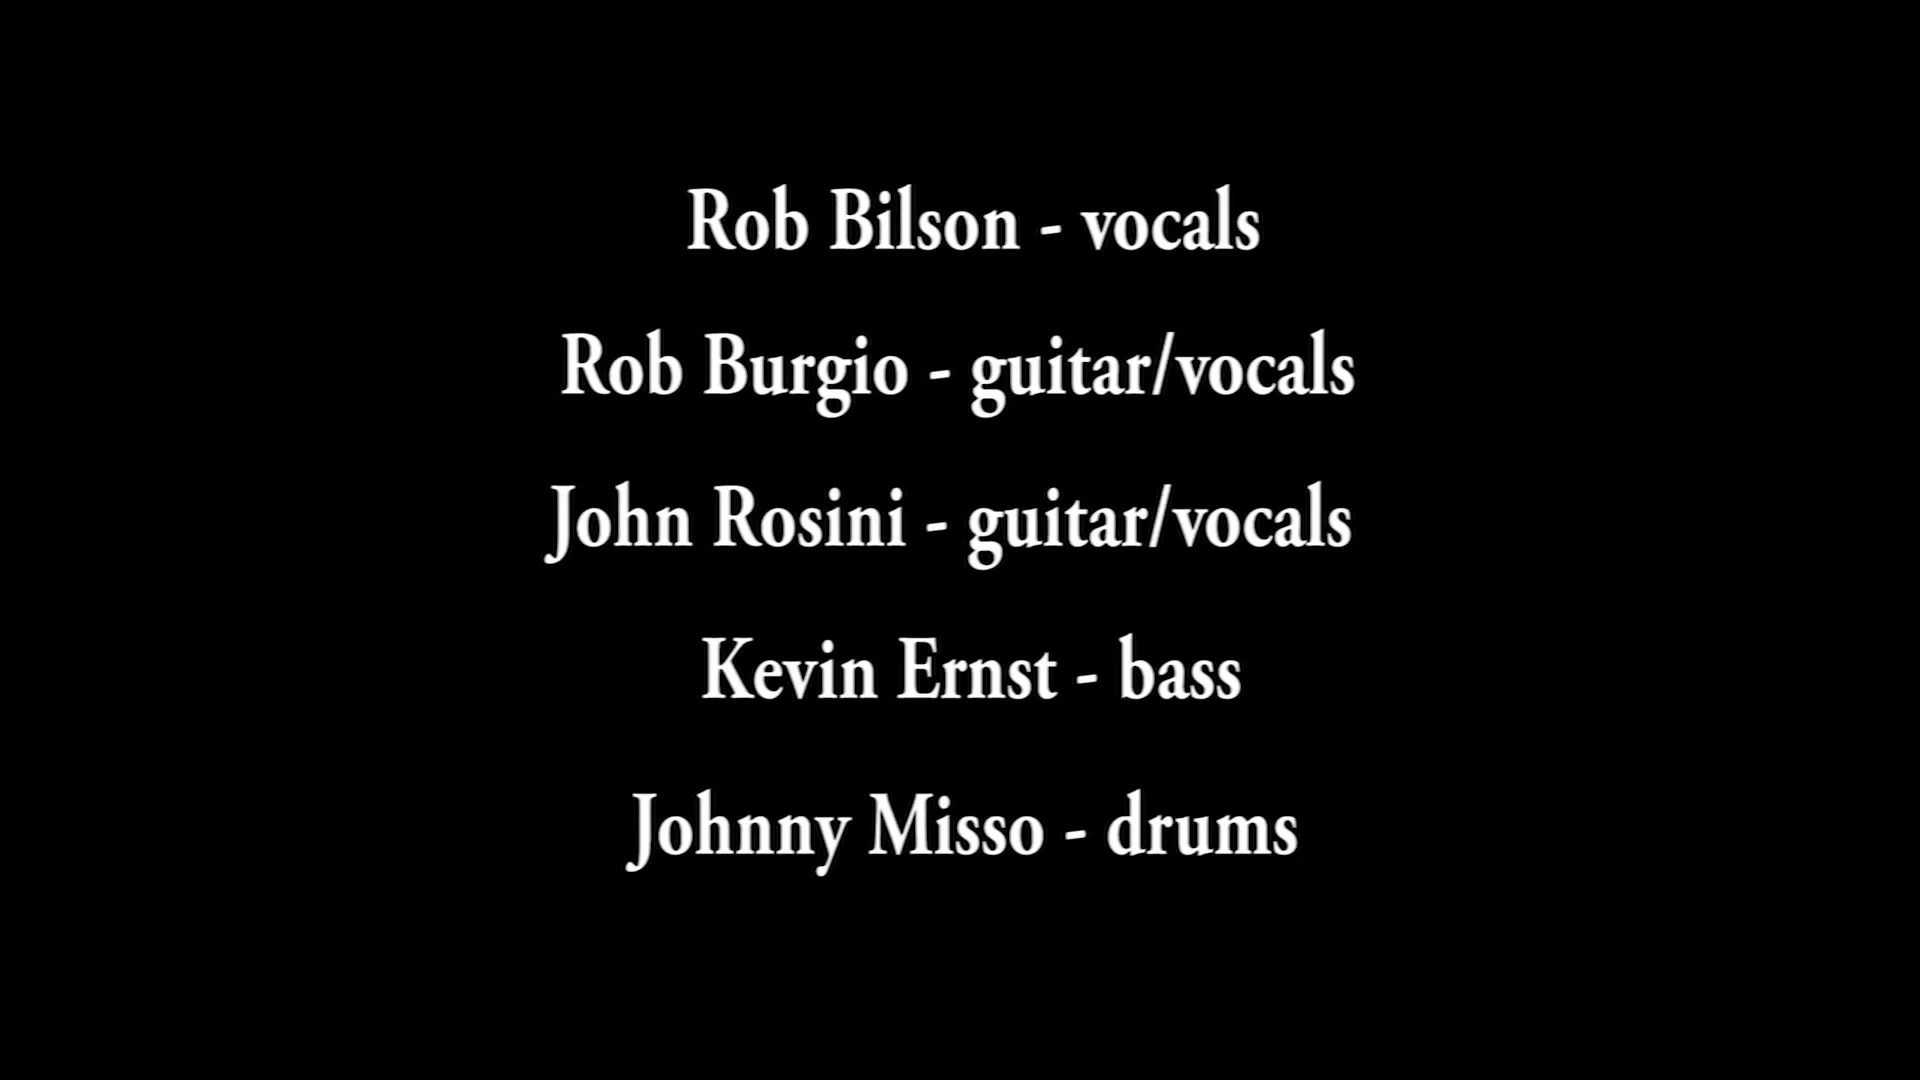 Rob Bilson - vocals
Rob Burgio - guitar/vocals
John Rosini - guitar/vocals
Kevin Ernst - bass
Johnny Misso - drums